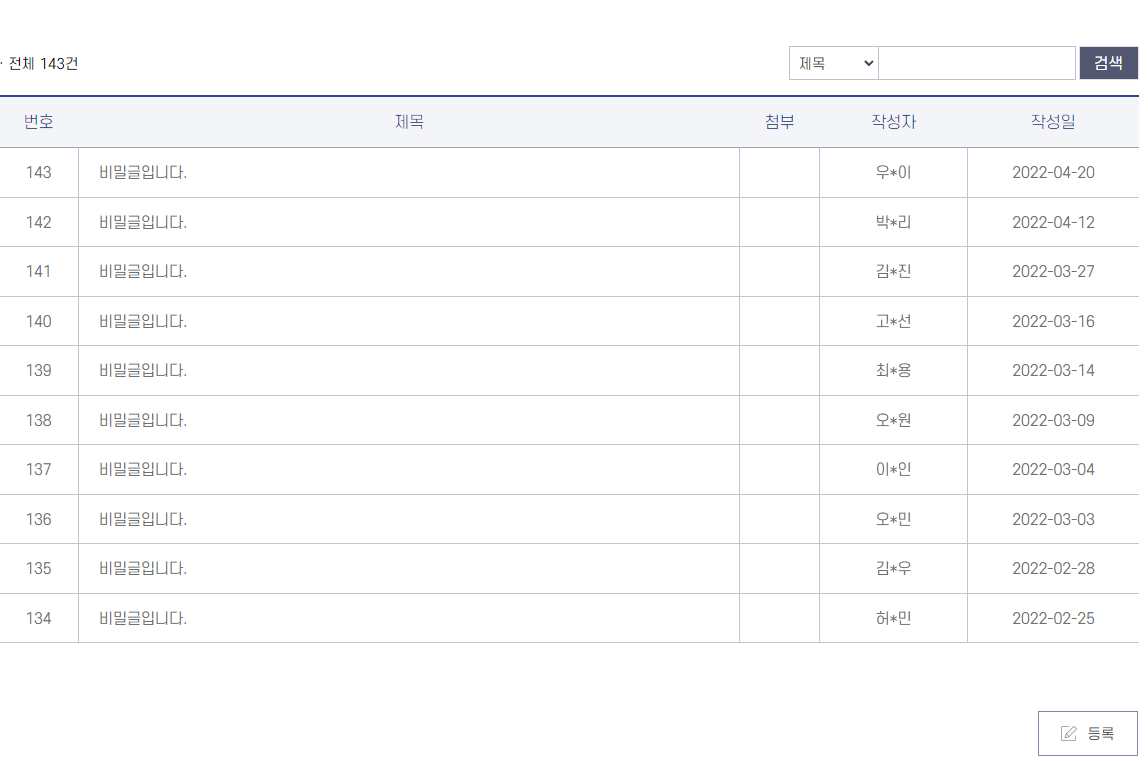 · 전체 143건 제목 검색
번호 제목 첨부 작성자 작성일
143 비밀글입니다. 우*이 2022-04-20
142 비밀글입니다. 박*리 2022-04-12
141 비밀글입니다. 김*진 2022-03-27
140 비밀글입니다. 고*선 2022-03-16
139 비밀글입니다. 최*용 2022-03-14
138 비밀글입니다. 오*원 2022-03-09
137 비밀글입니다. 이*인 2022-03-04
136 비밀글입니다. 오*민 2022-03-03
135 비밀글입니다. 김*우 2022-02-28
134 비밀글입니다. 허*민 2022-02-25
등록